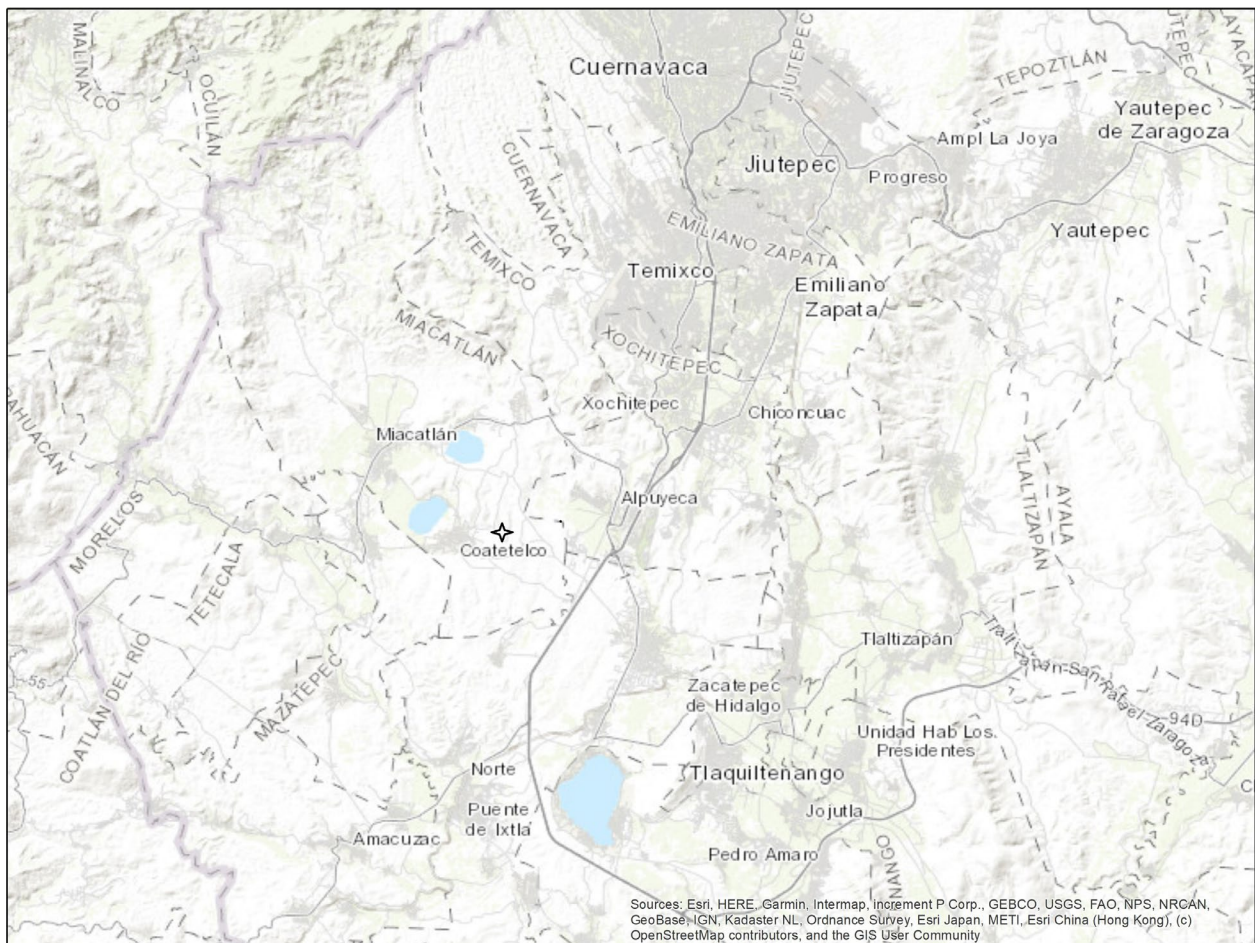 MALINALCO
OCUILÁN
JIUTEPEC
UTEPEC
Cuernavaca
TEPOZTLÁN
Yautepec
de Zaragoza
Ampl La Joya
Jiutepec
Progreso
CUERNAVACA
EMILIANO ZAPATA
Yautepec
TEMIXCO
Temixco
Emiliano
Zapata
MIACATLÁN
XOCHITEPEC
Xochitepec
Chiconcuac
Miacatlán
TLALTIZAPÁN
AYALA
Alpuyeca
MORELOS
Coatetelco
TETECALA
Tlaltizapán
Tlaltizapán-San Rafael Zaragoza
COATLÁN DEL RÍO
MAZATEPEC
55
Zacatepec
de Hidalgo
94D
Unidad Hab Los.
Presidentes
Norte
Tlaquiltenango
Puente
de Ixtla
Jojutla
Amacuzac
Pedro Amaro
NANGO
Sources: Esri, HERE, Garmin, Intermap, increment P Corp., GEBCO, USGS, FAO, NPS, NRCAN,
GeoBase, IGN, Kadaster NL, Ordnance Survey, Esri Japan, METI, Esri China (Hong Kong), (c)
OpenStreetMap contributors, and the GIS User Community